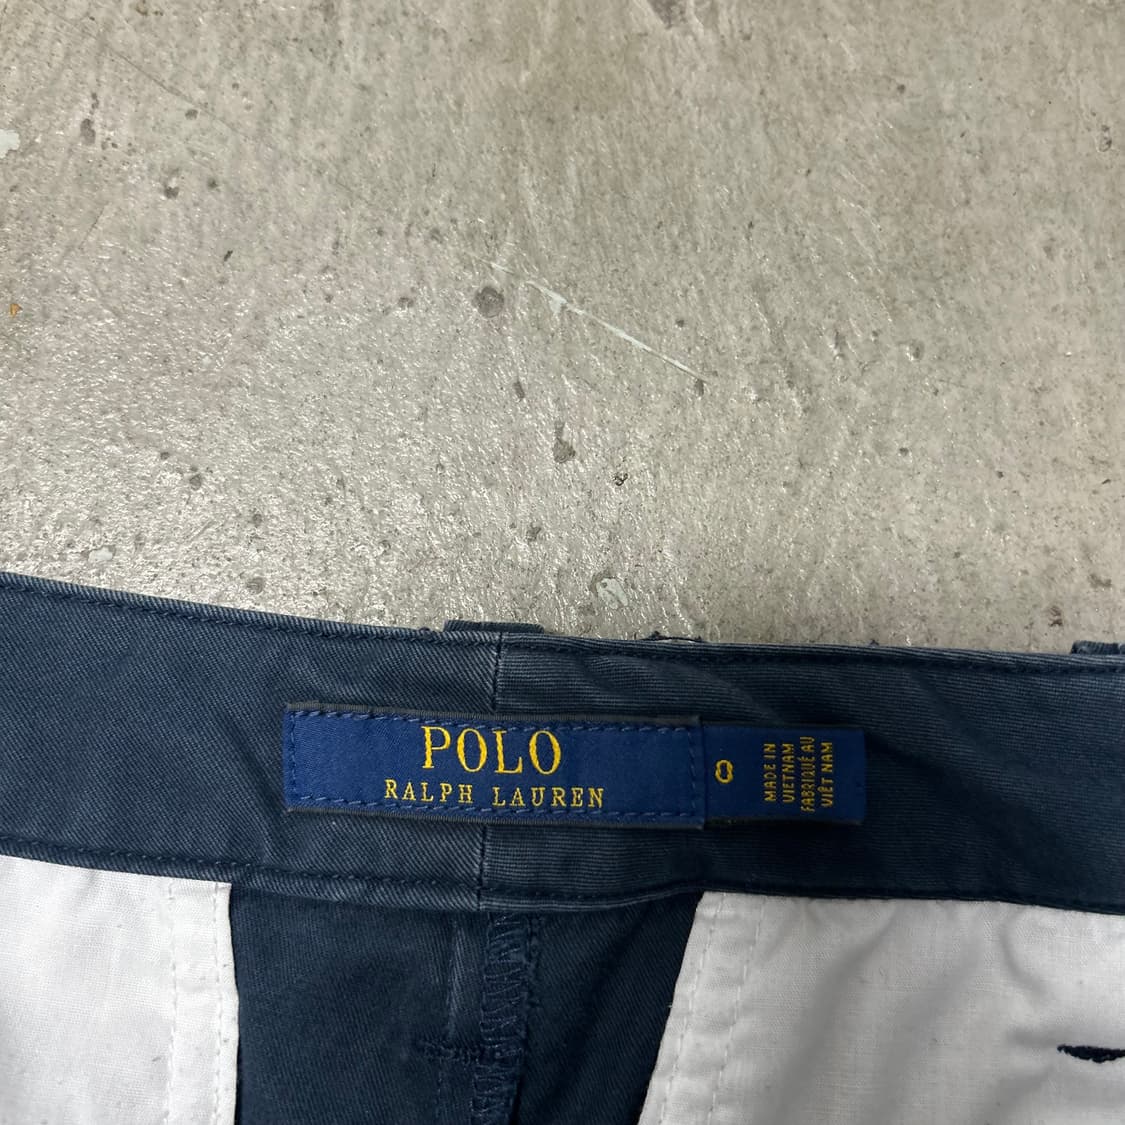 POLO
RALPH LAUREN
0
MADE IN
VIETNAM
FABRIQUÉ AU
VIÊT NAM